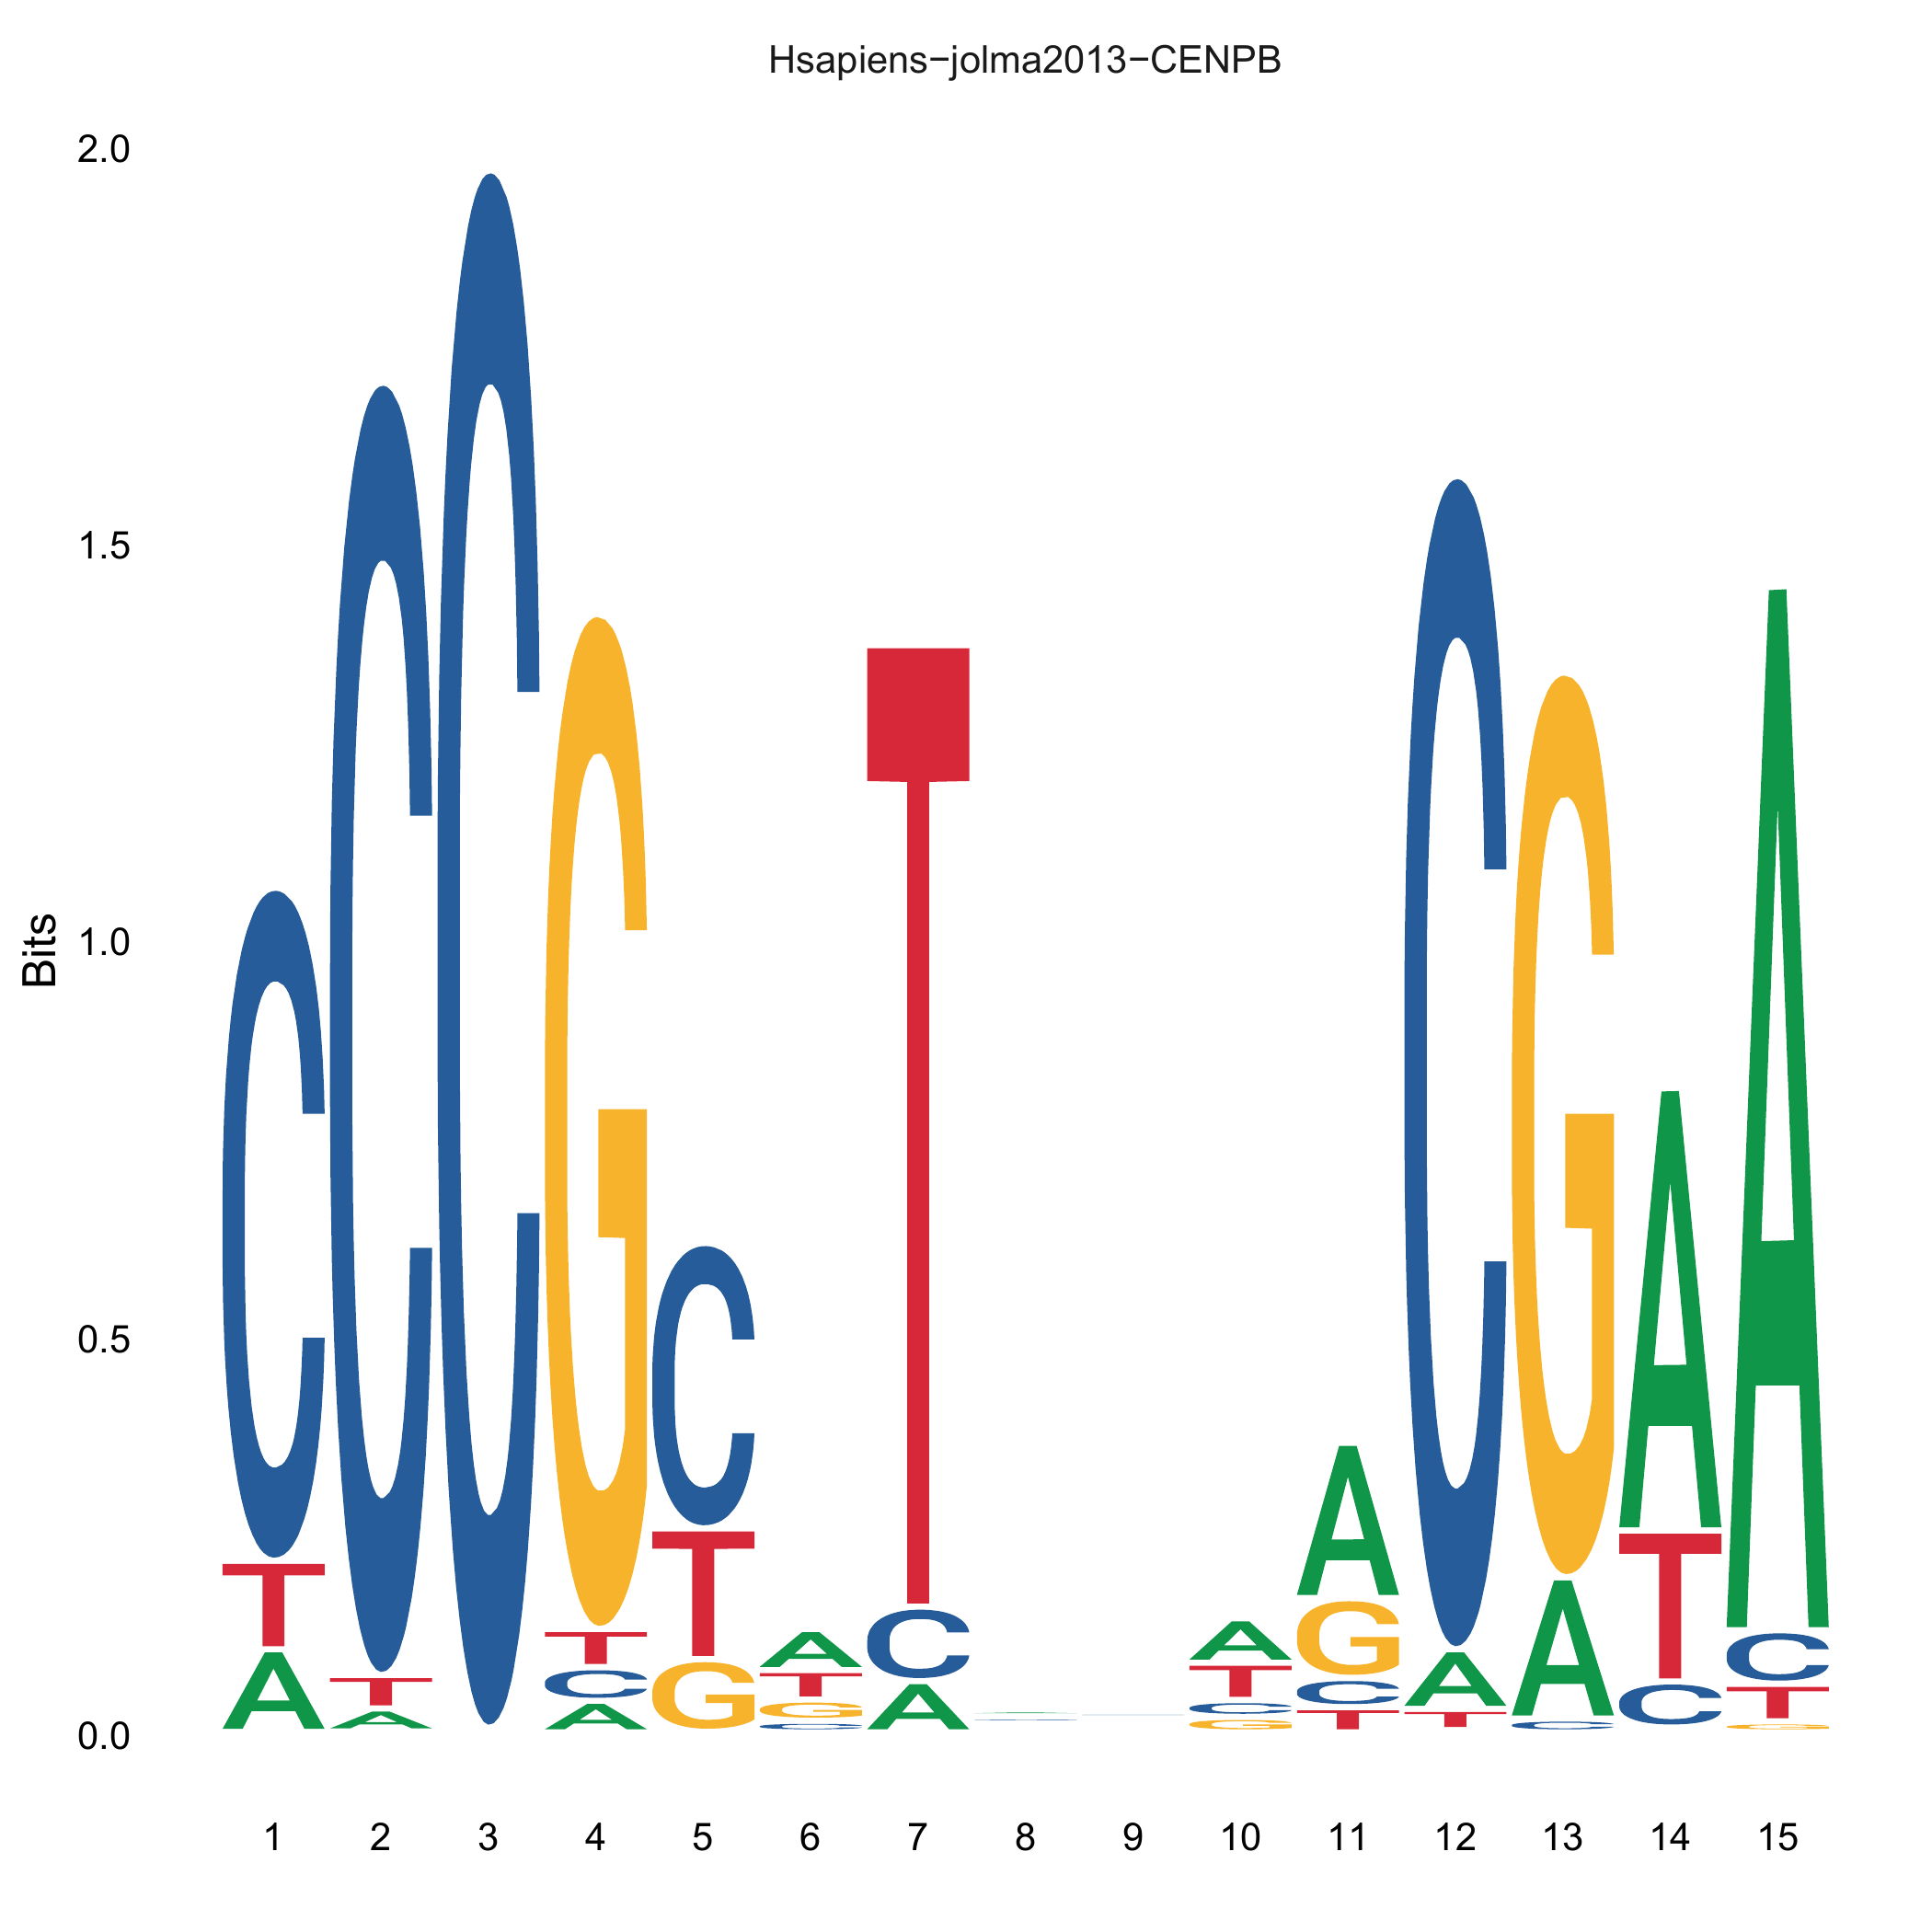 Hsapiens−jolma2013−CENPB
2.0
1.5
1.0
0.5
0.0
Bits
C C C G C T C G A A
T A T A T C A T G A T G C C A A T C G A G C T A T A C T C C T G
1 2 3 4 5 6 7 8 9 10 11 12 13 14 15